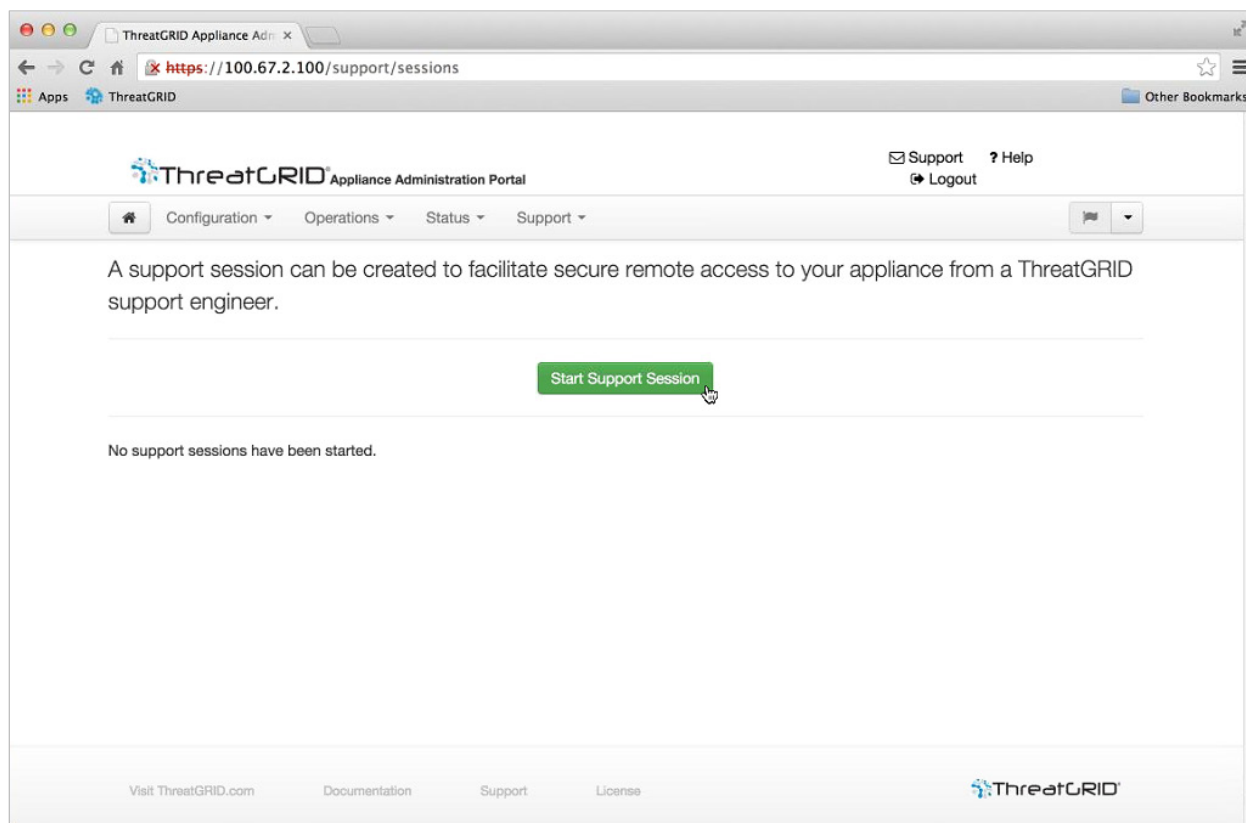 ThreatGRID Appliance Adm
https://100.67.2.100/support/sessions
Apps ThreatGRID Other Bookmarks
ThreatGRID Appliance Administration Portal
Support ? Help
Logout
Configuration Operations Status Support
A support session can be created to facilitate secure remote access to your appliance from a ThreatGRID
support engineer.
Start Support Session
No support sessions have been started.
Visit ThreatGRID.com Documentation Support License ThreatGRID